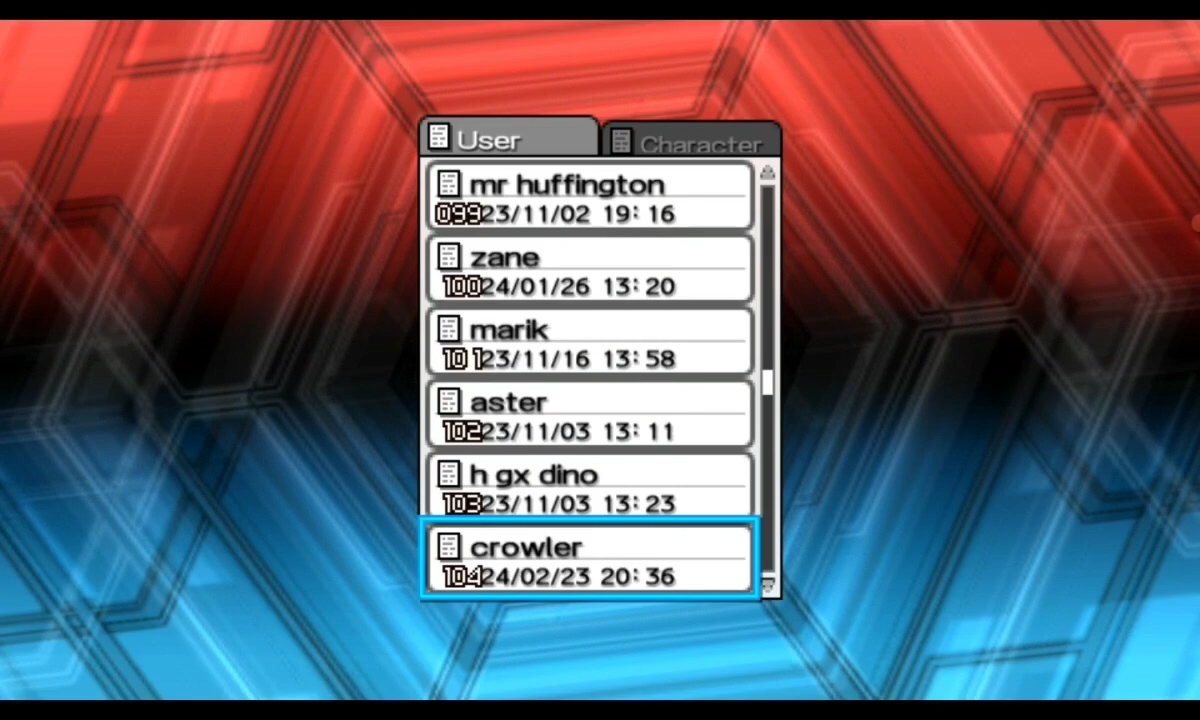 User
Character
mr huffington
099 23/11/02 19:16
zane
100 24/01/26 13:20
marik
101 23/11/16 13:58
aster
102 23/11/03 13:11
h gx dino
103 23/11/03 13:23
crowler
104 24/02/23 20:36